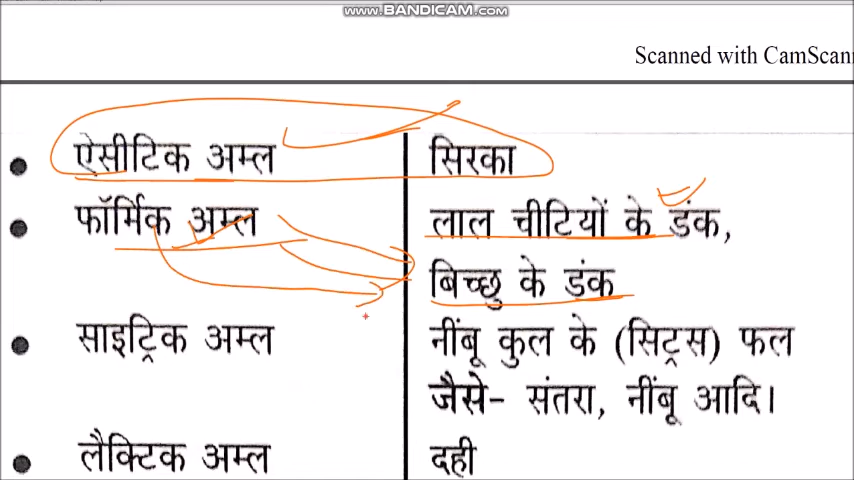 www.BANDICAM.com
Scanned with CamScann
• ऐसीटिक अम्ल सिरका
• फॉर्मिक अम्ल लाल चीटियों के डंक,
बिच्छु के डंक
• साइट्रिक अम्ल नींबू कुल के (सिट्रस) फल
जैसे- संतरा, नींबू आदि।
• लैक्टिक अम्ल दही